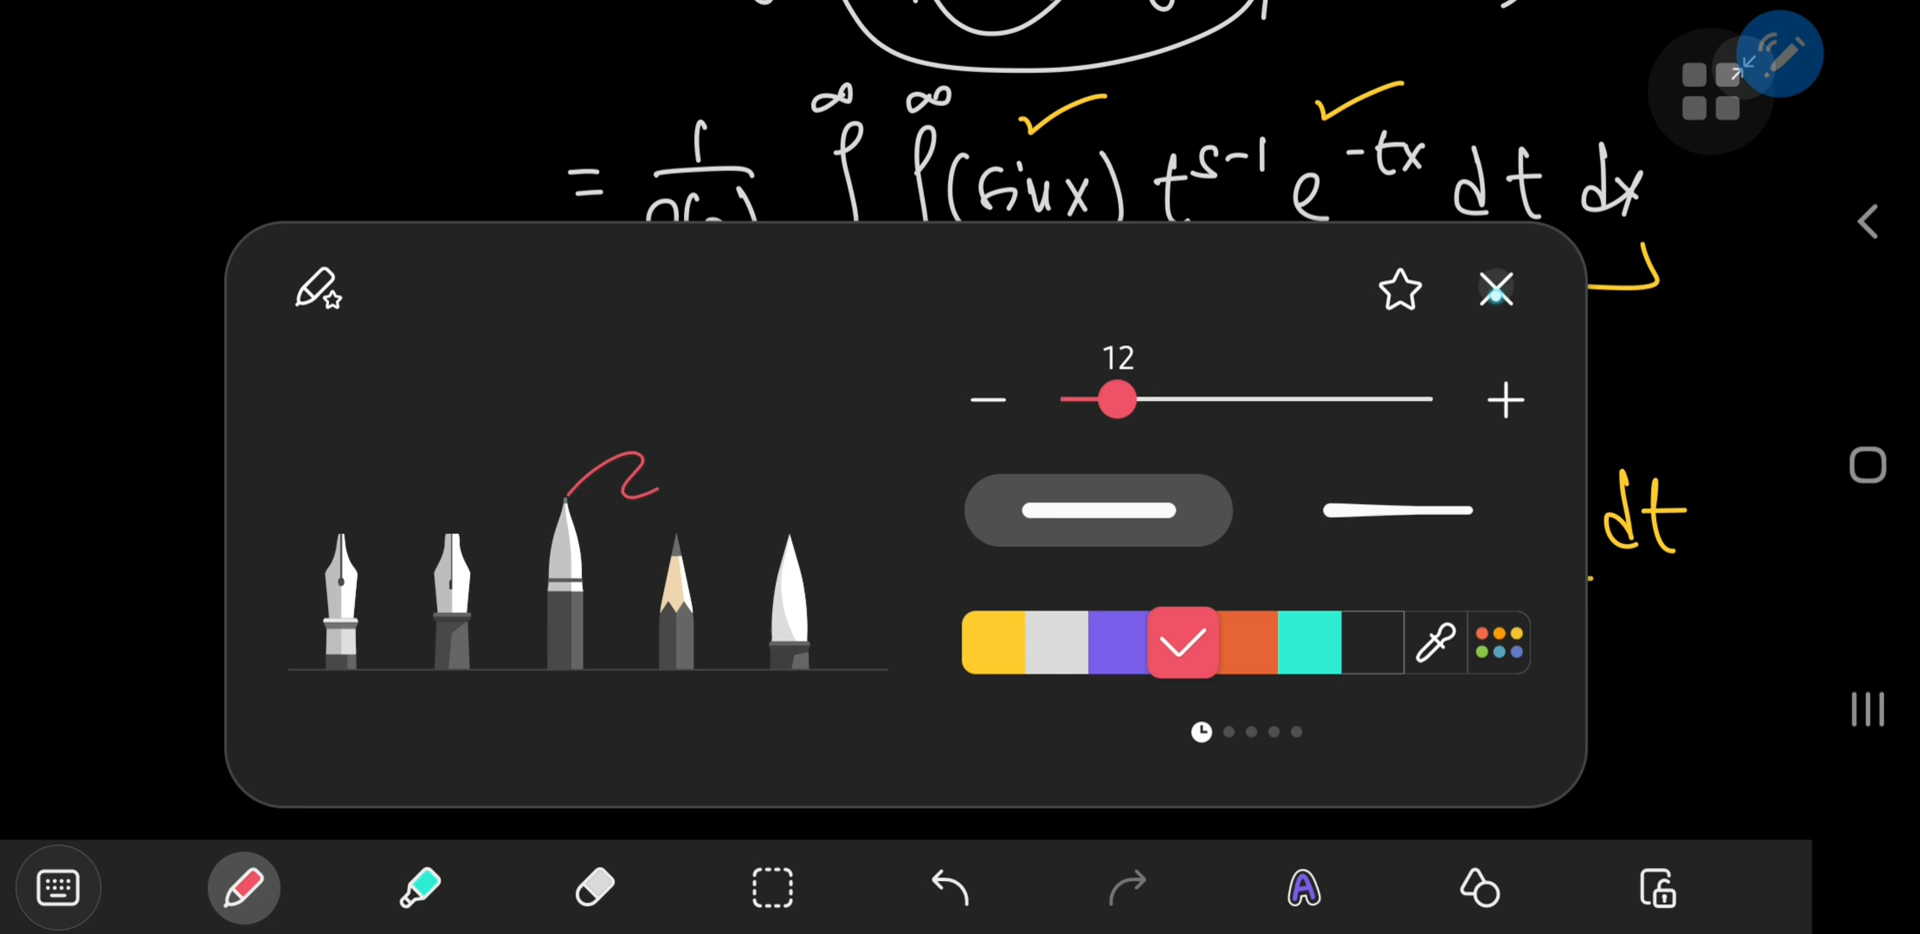 ∞ ∞
= 1/Γ(s) ∫ ∫ (sin x) t^{s-1} e^{-tx} dt dx
12
dt
A